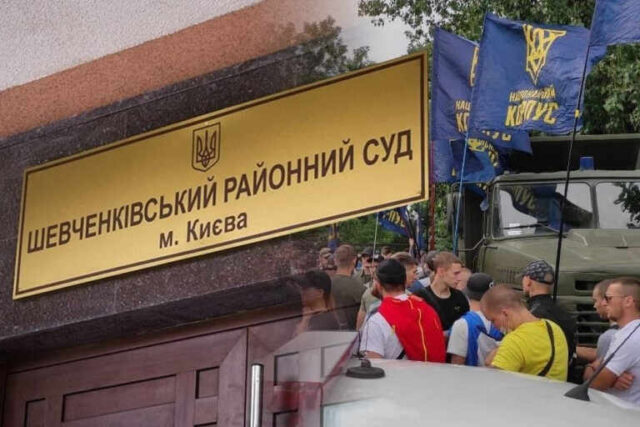 ШЕВЧЕНКІВСЬКИЙ РАЙОННИЙ СУД
м. Києва
НАЦІОНАЛЬНИЙ
КОРПУС